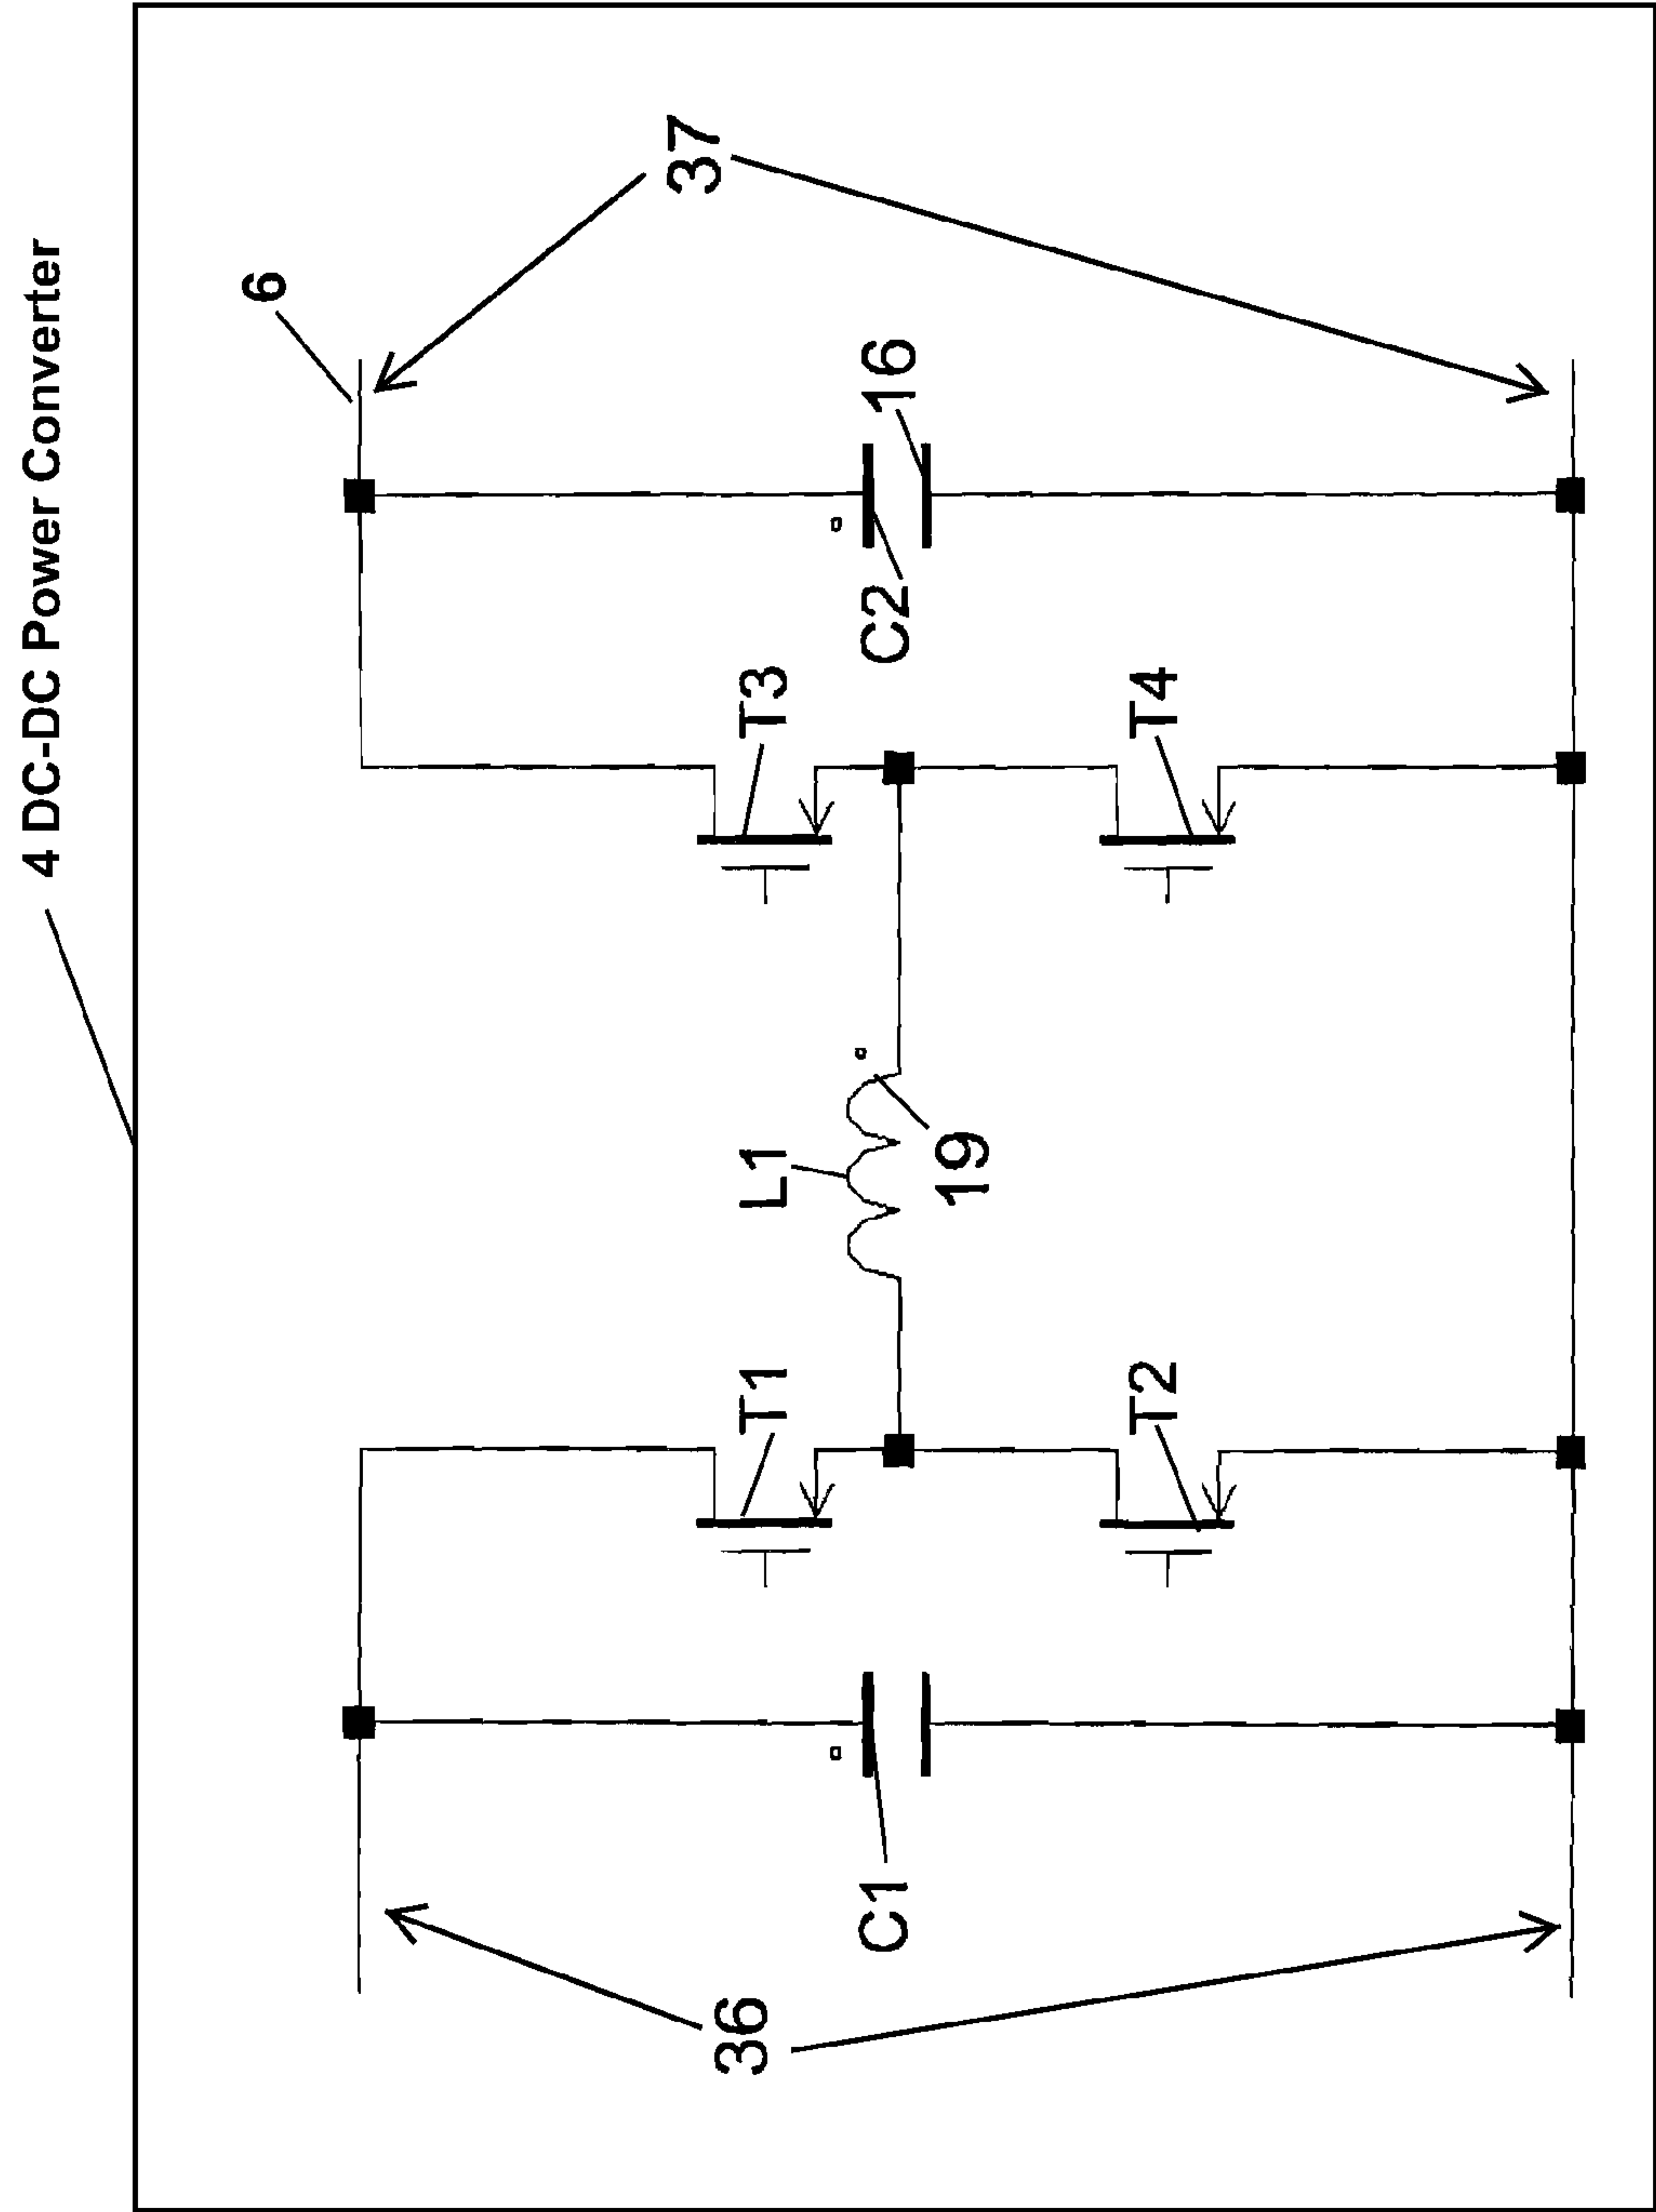 4 DC-DC Power Converter
6
37
36
T1
L1
T3
C1
19
C2
16
T2
T4